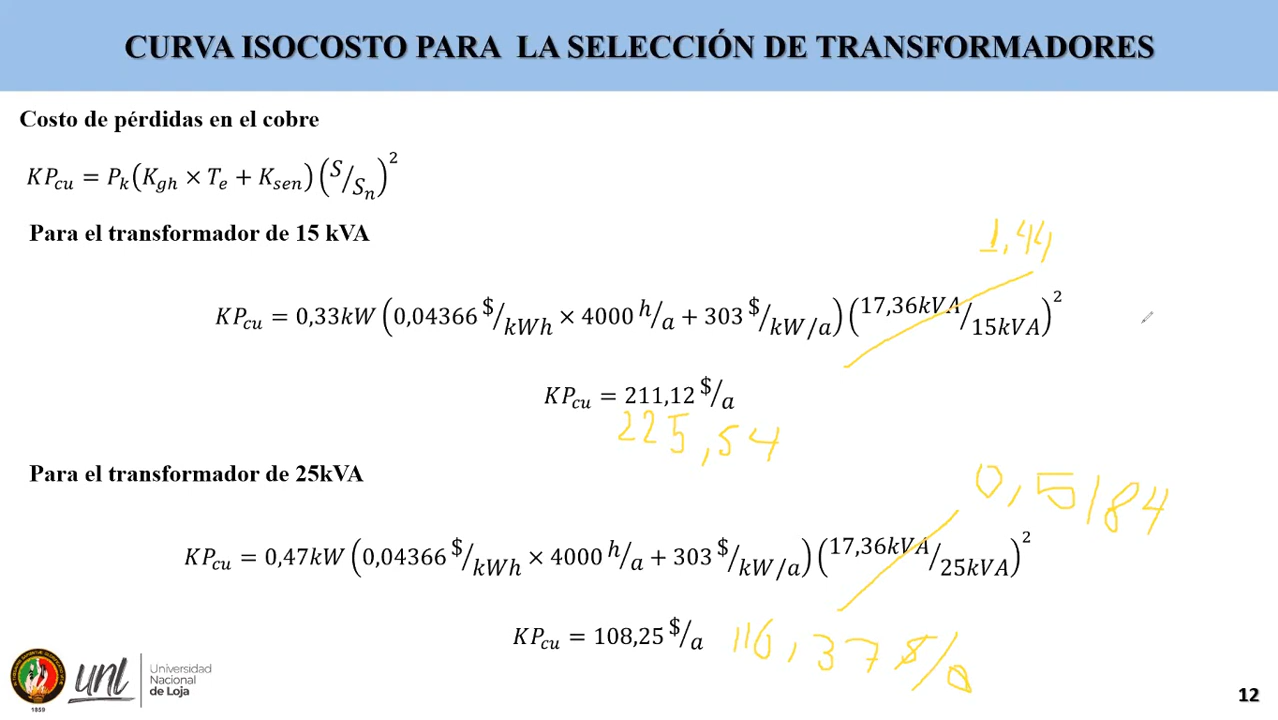 CURVA ISOCOSTO PARA LA SELECCIÓN DE TRANSFORMADORES
Costo de pérdidas en el cobre
KP_cu = P_k(K_gh × T_e + K_sen)(S/S_n)^2
Para el transformador de 15 kVA
1,44
KP_cu = 0,33kW (0,04366 $/kWh × 4000 h/a + 303 $/kW/a)(17,36kVA/15kVA)^2
KP_cu = 211,12 $/a
225,54
Para el transformador de 25kVA
0,5184
KP_cu = 0,47kW (0,04366 $/kWh × 4000 h/a + 303 $/kW/a)(17,36kVA/25kVA)^2
KP_cu = 108,25 $/a 116,37 $/a
unl Universidad
Nacional
de Loja
1859
12